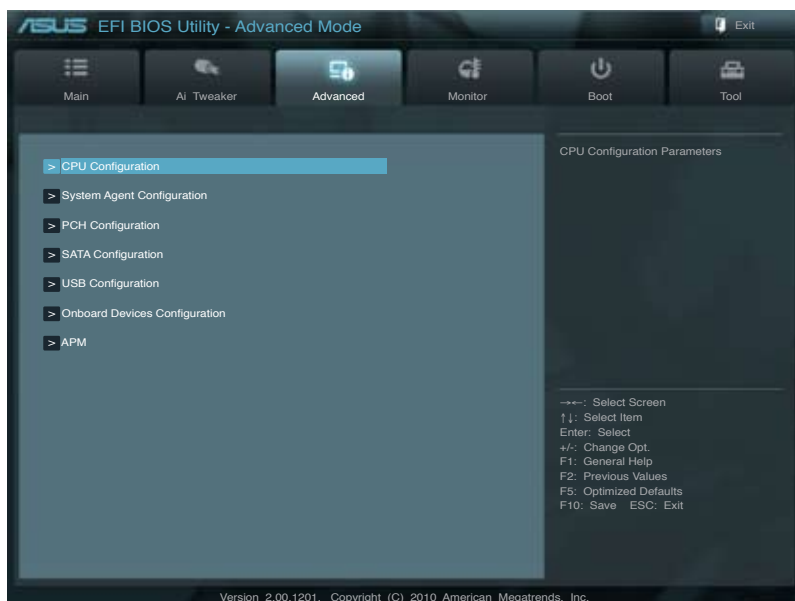 ASUS EFI BIOS Utility - Advanced Mode
Exit
Main
Ai Tweaker
Advanced
Monitor
Boot
Tool
> CPU Configuration
> System Agent Configuration
> PCH Configuration
> SATA Configuration
> USB Configuration
> Onboard Devices Configuration
> APM
CPU Configuration Parameters
→←: Select Screen
↑↓: Select Item
Enter: Select
+/-: Change Opt.
F1: General Help
F2: Previous Values
F5: Optimized Defaults
F10: Save ESC: Exit
Version 2.00.1201. Copyright (C) 2010 American Megatrends, Inc.